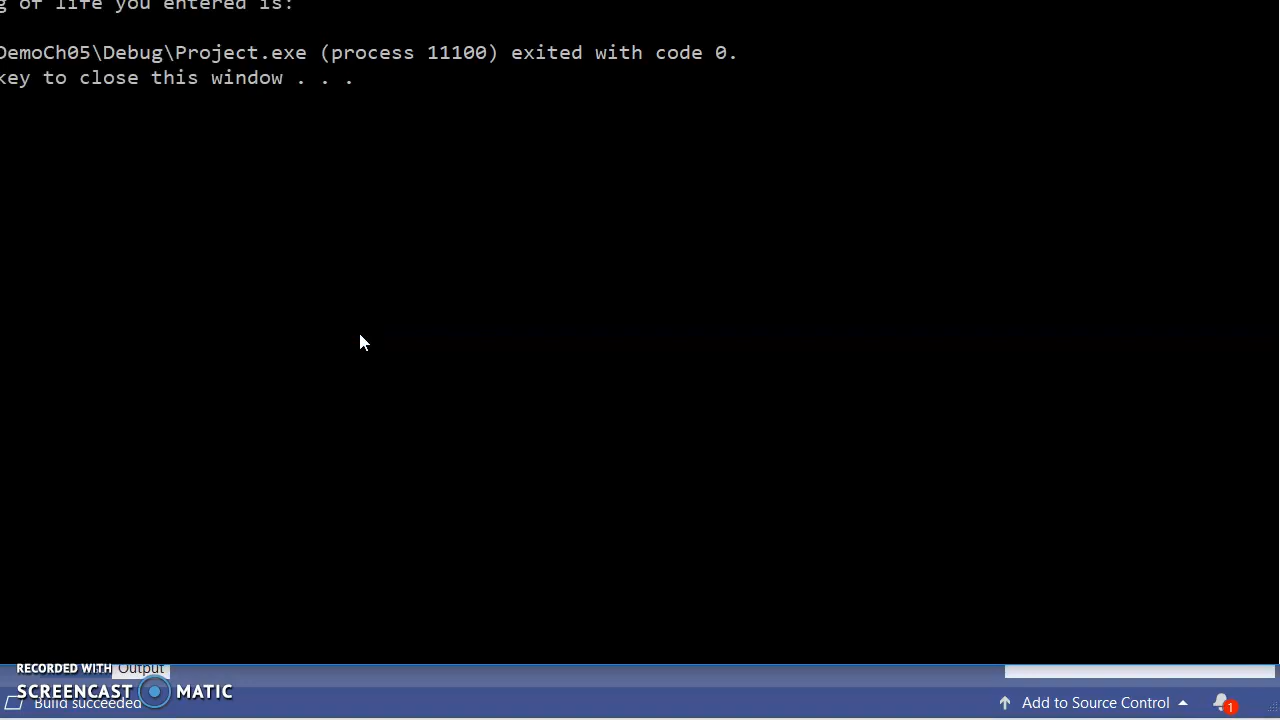 g of life you entered is:
DemoCh05\Debug\Project.exe (process 11100) exited with code 0.
key to close this window . . .
RECORDED WITH
Output
SCREENCAST MATIC
Build succeeded
Add to Source Control
1